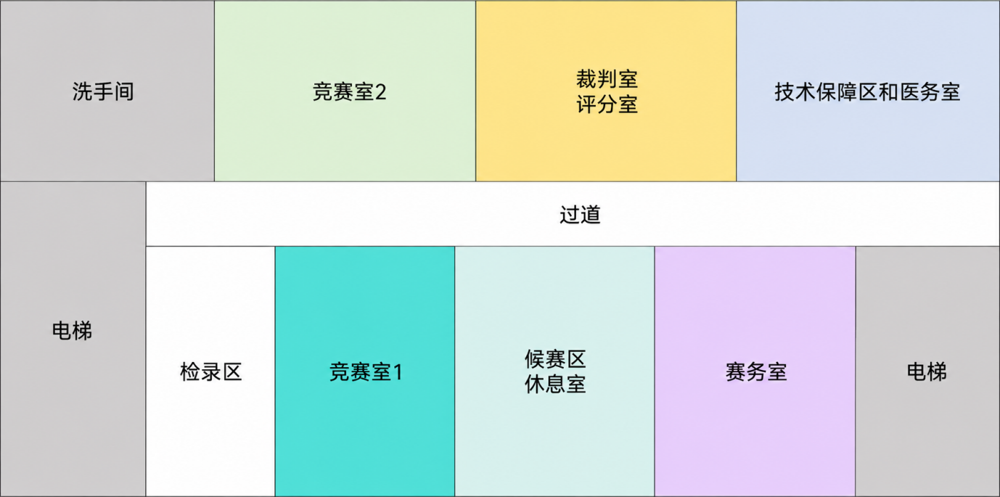 洗手间
竞赛室2
裁判室
评分室
技术保障区和医务室
过道
电梯
检录区
竞赛室1
候赛区
休息室
赛务室
电梯